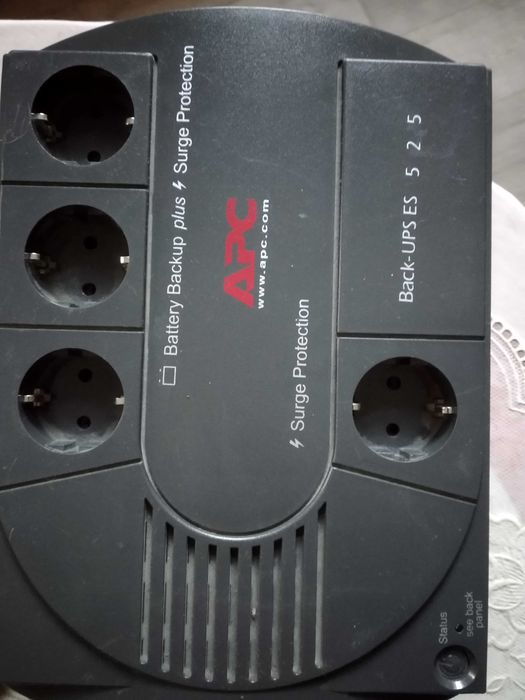 Battery Backup plus Surge Protection
APC
www.apc.com
Surge Protection
Back-UPS ES 525
Status
see back
panel